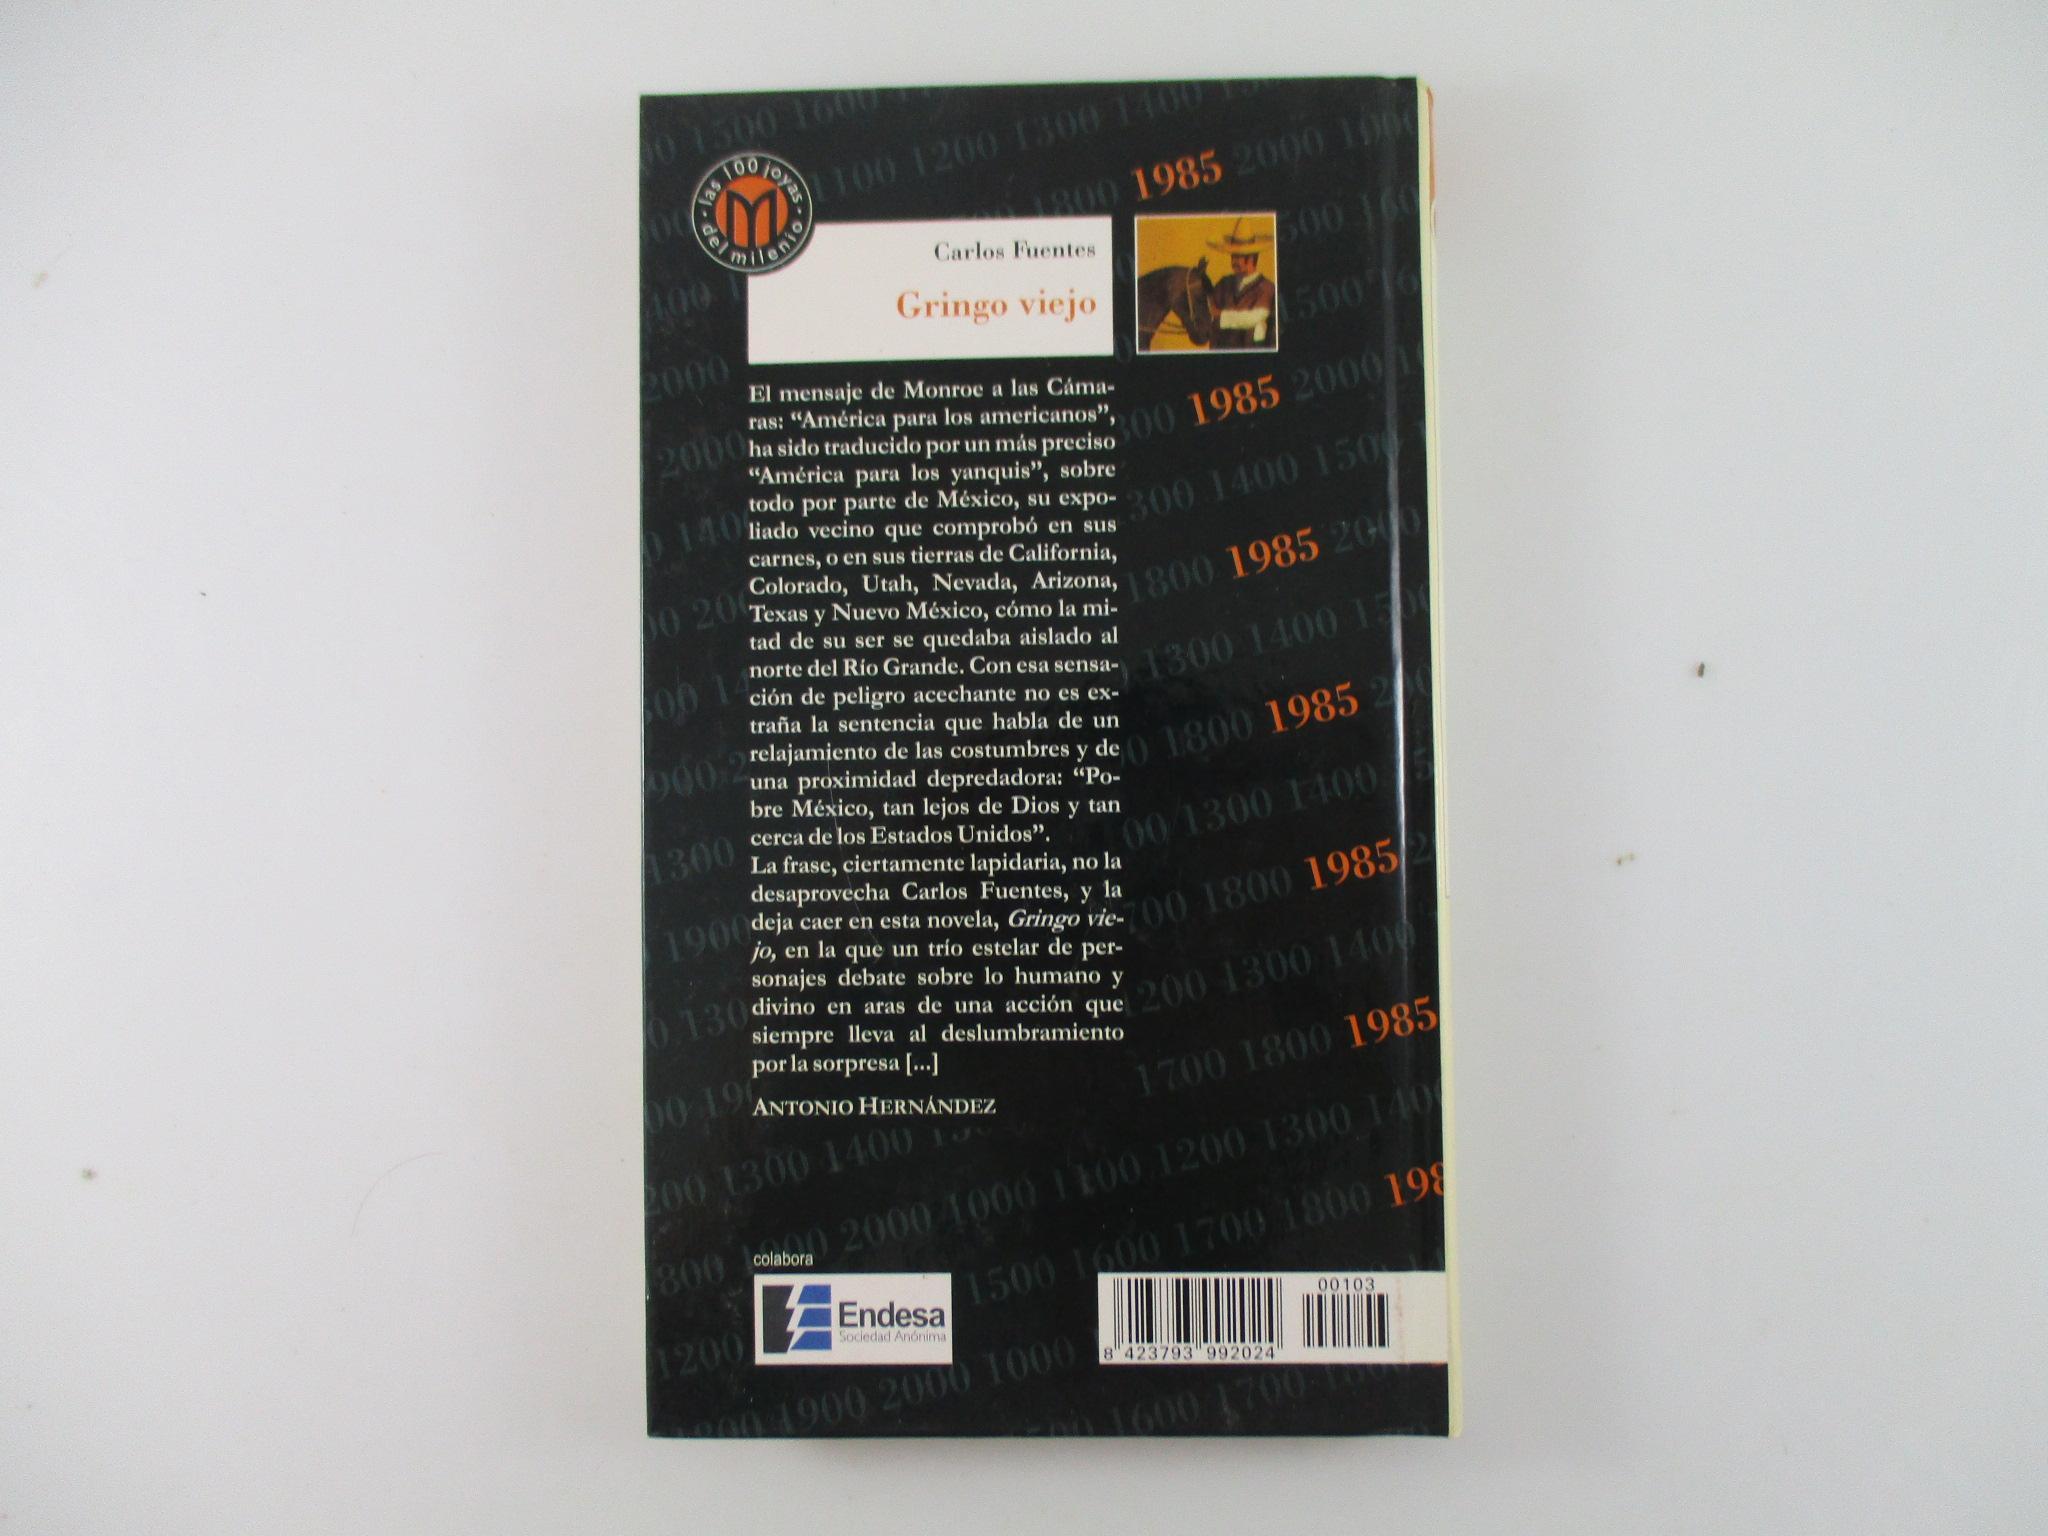 las 100 joyas
del milenio
M
Carlos Fuentes
Gringo viejo
El mensaje de Monroe a las Cáma-
ras: “América para los americanos”,
ha sido traducido por un más preciso
“América para los yanquis”, sobre
todo por parte de México, su expo-
liado vecino que comprobó en sus
carnes, o en sus tierras de California,
Colorado, Utah, Nevada, Arizona,
Texas y Nuevo México, cómo la mi-
tad de su ser se quedaba aislado al
norte del Río Grande. Con esa sensa-
ción de peligro acechante no es ex-
traña la sentencia que habla de un
relajamiento de las costumbres y de
una proximidad depredadora: “Po-
bre México, tan lejos de Dios y tan
cerca de los Estados Unidos”.
La frase, ciertamente lapidaria, no la
desaprovecha Carlos Fuentes, y la
deja caer en esta novela, Gringo vie-
jo, en la que un trío estelar de per-
sonajes debate sobre lo humano y
divino en aras de una acción que
siempre lleva al deslumbramiento
por la sorpresa [...]
ANTONIO HERNÁNDEZ
1985
1985
1985
1985
1985
1985
198
colabora
Endesa
Sociedad Anónima
00103
8 423793 992024